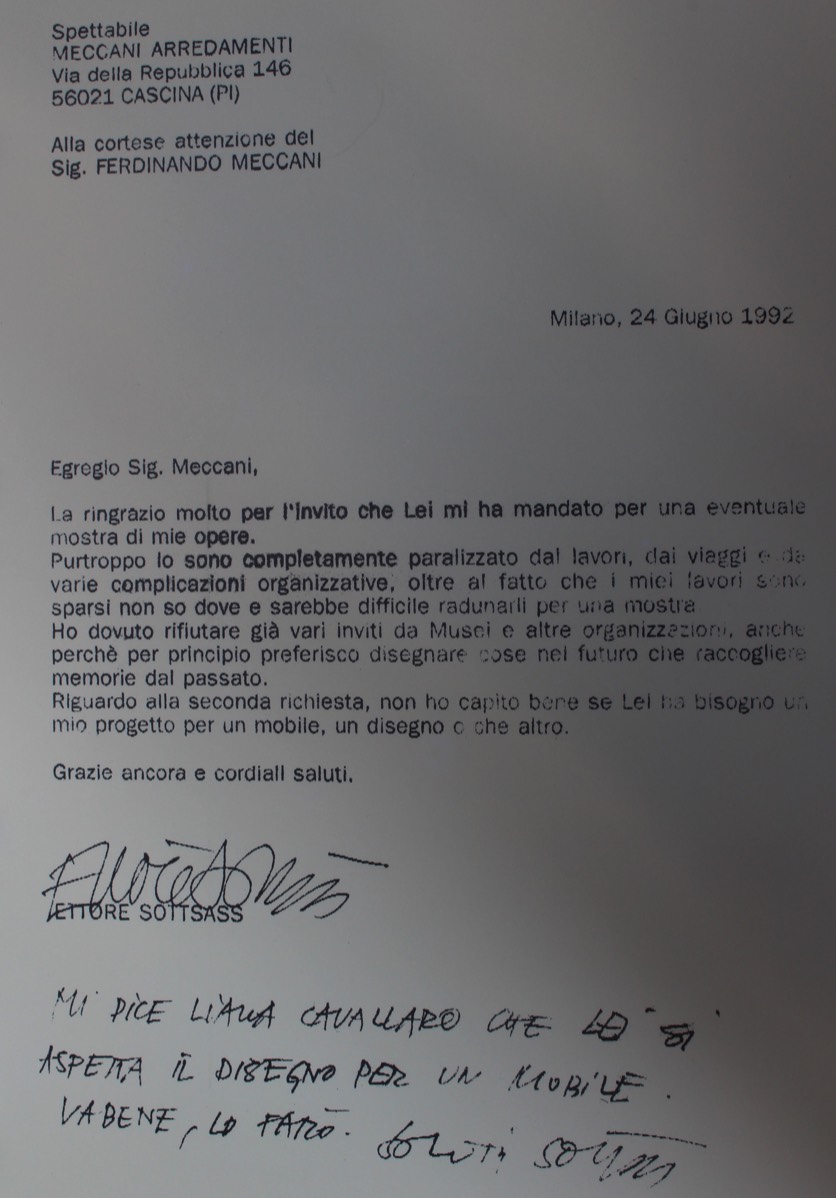 Spettabile
MECCANI ARREDAMENTI
Via della Repubblica 146
56021 CASCINA (PI)
Alla cortese attenzione del
Sig. FERDINANDO MECCANI
Milano, 24 Giugno 1992
Egregio Sig. Meccani,
La ringrazio molto per l'invito che Lei mi ha mandato per una eventuale
mostra di mie opere.
Purtroppo io sono completamente paralizzato dai lavori, dai viaggi e da
varie complicazioni organizzative, oltre al fatto che i miei lavori sono
sparsi non so dove e sarebbe difficile radunarli per una mostra
Ho dovuto rifiutare già vari inviti da Musei e altre organizzazioni, anche
perchè per principio preferisco disegnare cose nel futuro che raccogliere
memorie dal passato.
Riguardo alla seconda richiesta, non ho capito bene se Lei ha bisogno un
mio progetto per un mobile, un disegno o che altro.
Grazie ancora e cordiali saluti.
ETTORE SOTTSASS
MI DICE LIANA CAVALLARO CHE LEI SI
ASPETTA IL DISEGNO PER UN MOBILE.
VABENE, LO FARÒ.